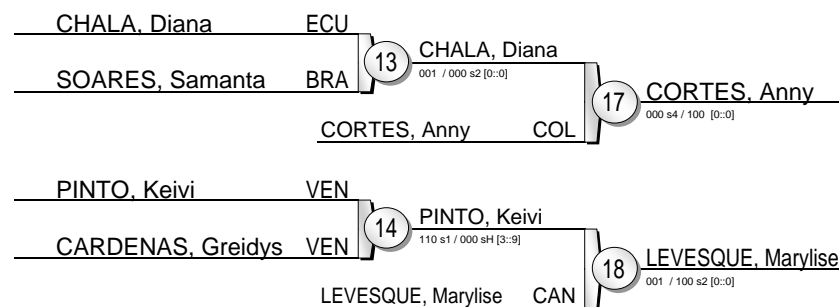 CHALA, Diana ECU
13 CHALA, Diana
001 / 000 s2 [0::0]
SOARES, Samanta BRA
17 CORTES, Anny
000 s4 / 100 [0::0]
CORTES, Anny COL
PINTO, Keivi VEN
14 PINTO, Keivi
110 s1 / 000 sH [3::9]
CARDENAS, Greidys VEN
18 LEVESQUE, Marylise
001 / 100 s2 [0::0]
LEVESQUE, Marylise CAN